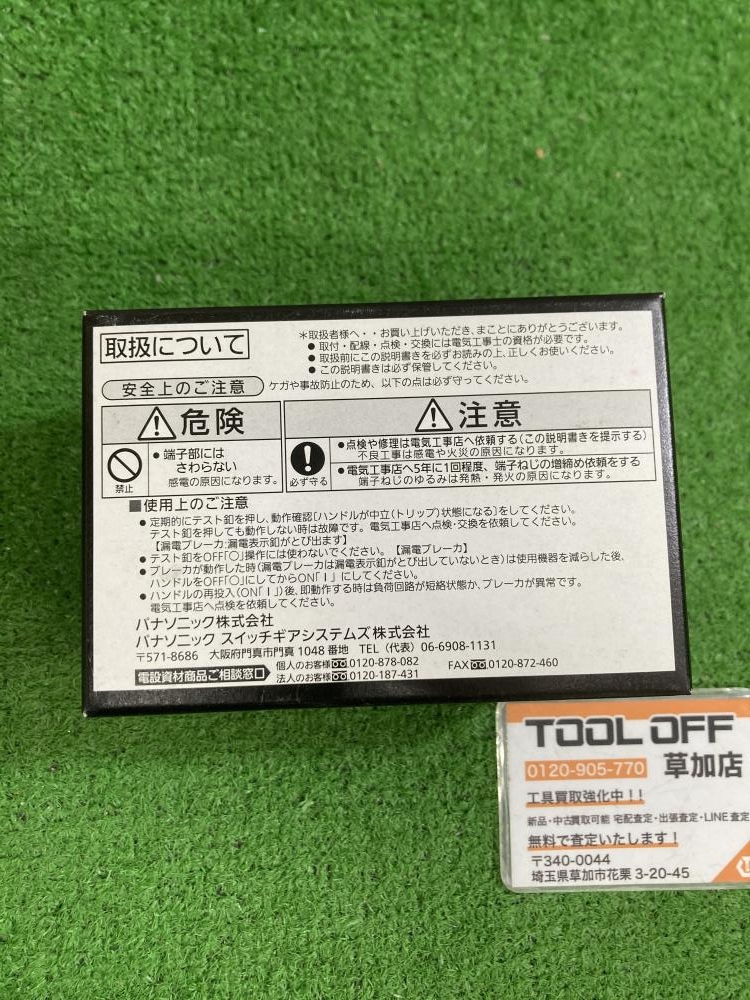 取扱について
＊取扱者様へ・・お買い上げいただき、まことにありがとうございます。
● 取付・配線・点検・交換には電気工事士の資格が必要です。
● 取扱前にこの説明書きを必ずお読みの上、正しくお使いください。
● この説明書きは必ず保管してください。
安全上のご注意
ケガや事故防止のため、以下の点は必ず守ってください。
危険
禁止
● 端子部には
さわらない
感電の原因になります。
注意
必ず守る
●点検や修理は電気工事店へ依頼する(この説明書きを提示する)
不良工事は感電や火災の原因になります。
●電気工事店へ5年に1回程度、端子ねじの増締め依頼をする
端子ねじのゆるみは発熱・発火の原因になります。
■使用上のご注意
● 定期的にテスト釦を押し、動作確認[ハンドルが中立(トリップ)状態になる]をしてください。
テスト釦を押しても動作しない時は故障です。電気工事店へ点検・交換を依頼してください。
【漏電ブレーカ:漏電表示釦がとび出ます】
● テスト釦をOFF「〇」操作には使わないでください。【漏電ブレーカ】
● ブレーカが動作した時(漏電ブレーカは漏電表示釦がとび出していないとき)は使用機器を減らした後、
ハンドルをOFF「〇」にしてからON「Ⅰ」にしてください。
● ハンドルの再投入(ON「Ⅰ」)後、即動作する時は負荷回路が短絡状態か、ブレーカが異常です。
電気工事店へ点検を依頼してください。
パナソニック株式会社
パナソニック スイッチギアシステムズ株式会社
〒571-8686 大阪府門真市門真 1048 番地 TEL(代表)06-6908-1131
電設資材商品ご相談窓口
個人のお客様 0120-878-082 FAX 0120-872-460
法人のお客様 0120-187-431
TOOL OFF
0120-905-770 草加店
工具買取強化中!!
新品・中古買取可能 宅配査定・出張査定・LINE査定
無料で査定いたします!
〒340-0044
埼玉県草加市花栗 3-20-45